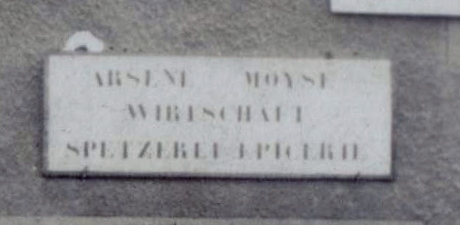 ARSENE MOYSE
WIRTSCHAFT
SPETZEREI EPICERIE